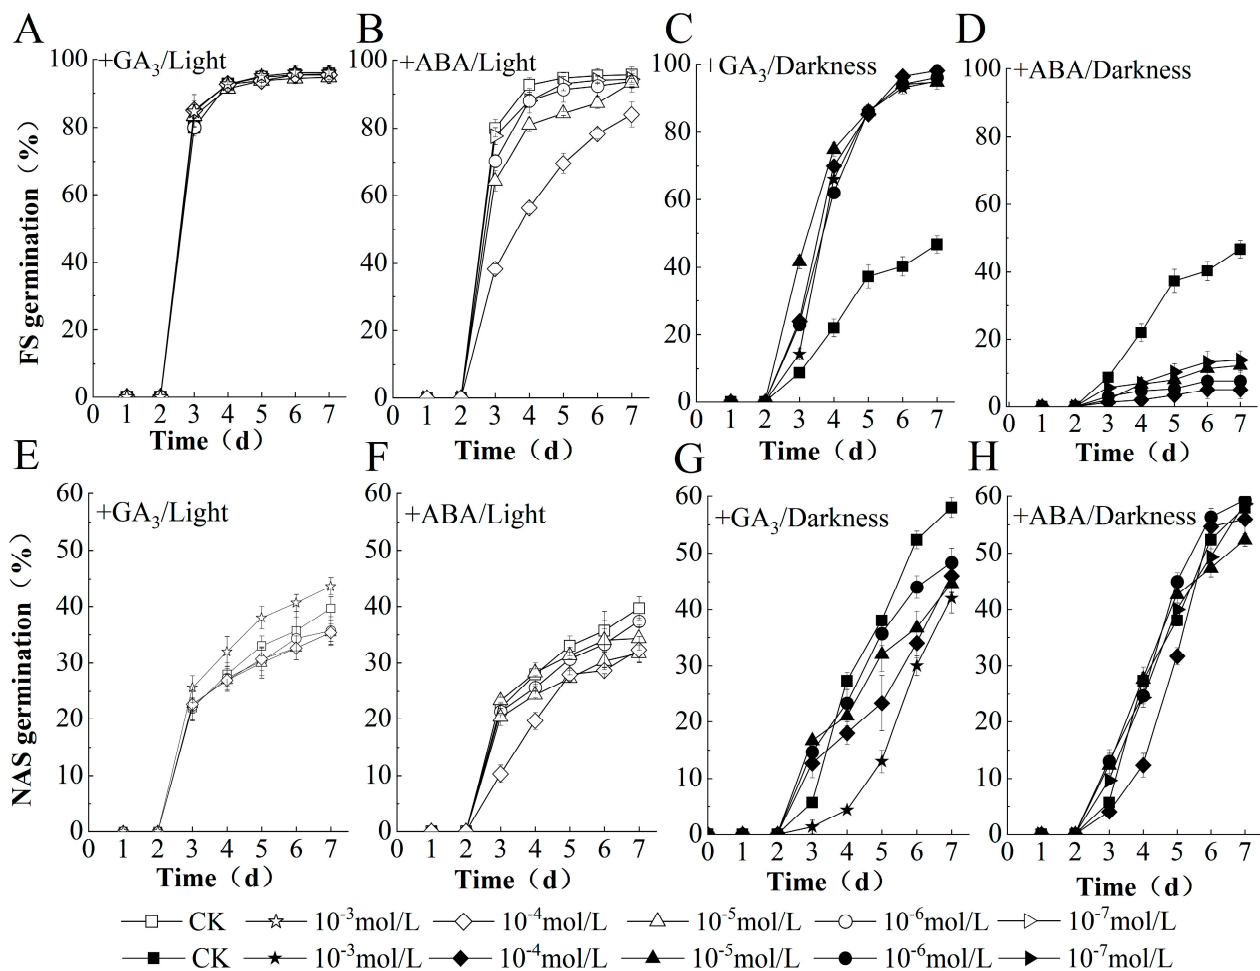 A
B
C
D
+GA₃/Light
+ABA/Light
GA₃/Darkness
+ABA/Darkness
FS germination (%)
100
80
60
40
20
0
0 1 2 3 4 5 6 7
Time (d)
100
80
60
40
20
0
0 1 2 3 4 5 6 7
Time (d)
100
80
60
40
20
0
0 1 2 3 4 5 6 7
Time (d)
100
80
60
40
20
0
0 1 2 3 4 5 6 7
Time (d)
E
F
G
H
+GA₃/Light
+ABA/Light
+GA₃/Darkness
+ABA/Darkness
NAS germination (%)
60
50
40
30
20
10
0
0 1 2 3 4 5 6 7
Time (d)
60
50
40
30
20
10
0
0 1 2 3 4 5 6 7
Time (d)
60
50
40
30
20
10
0
0 1 2 3 4 5 6 7
Time (d)
60
50
40
30
20
10
0
0 1 2 3 4 5 6 7
Time (d)
CK 10⁻³mol/L 10⁻⁴mol/L 10⁻⁵mol/L 10⁻⁶mol/L 10⁻⁷mol/L
CK 10⁻³mol/L 10⁻⁴mol/L 10⁻⁵mol/L 10⁻⁶mol/L 10⁻⁷mol/L